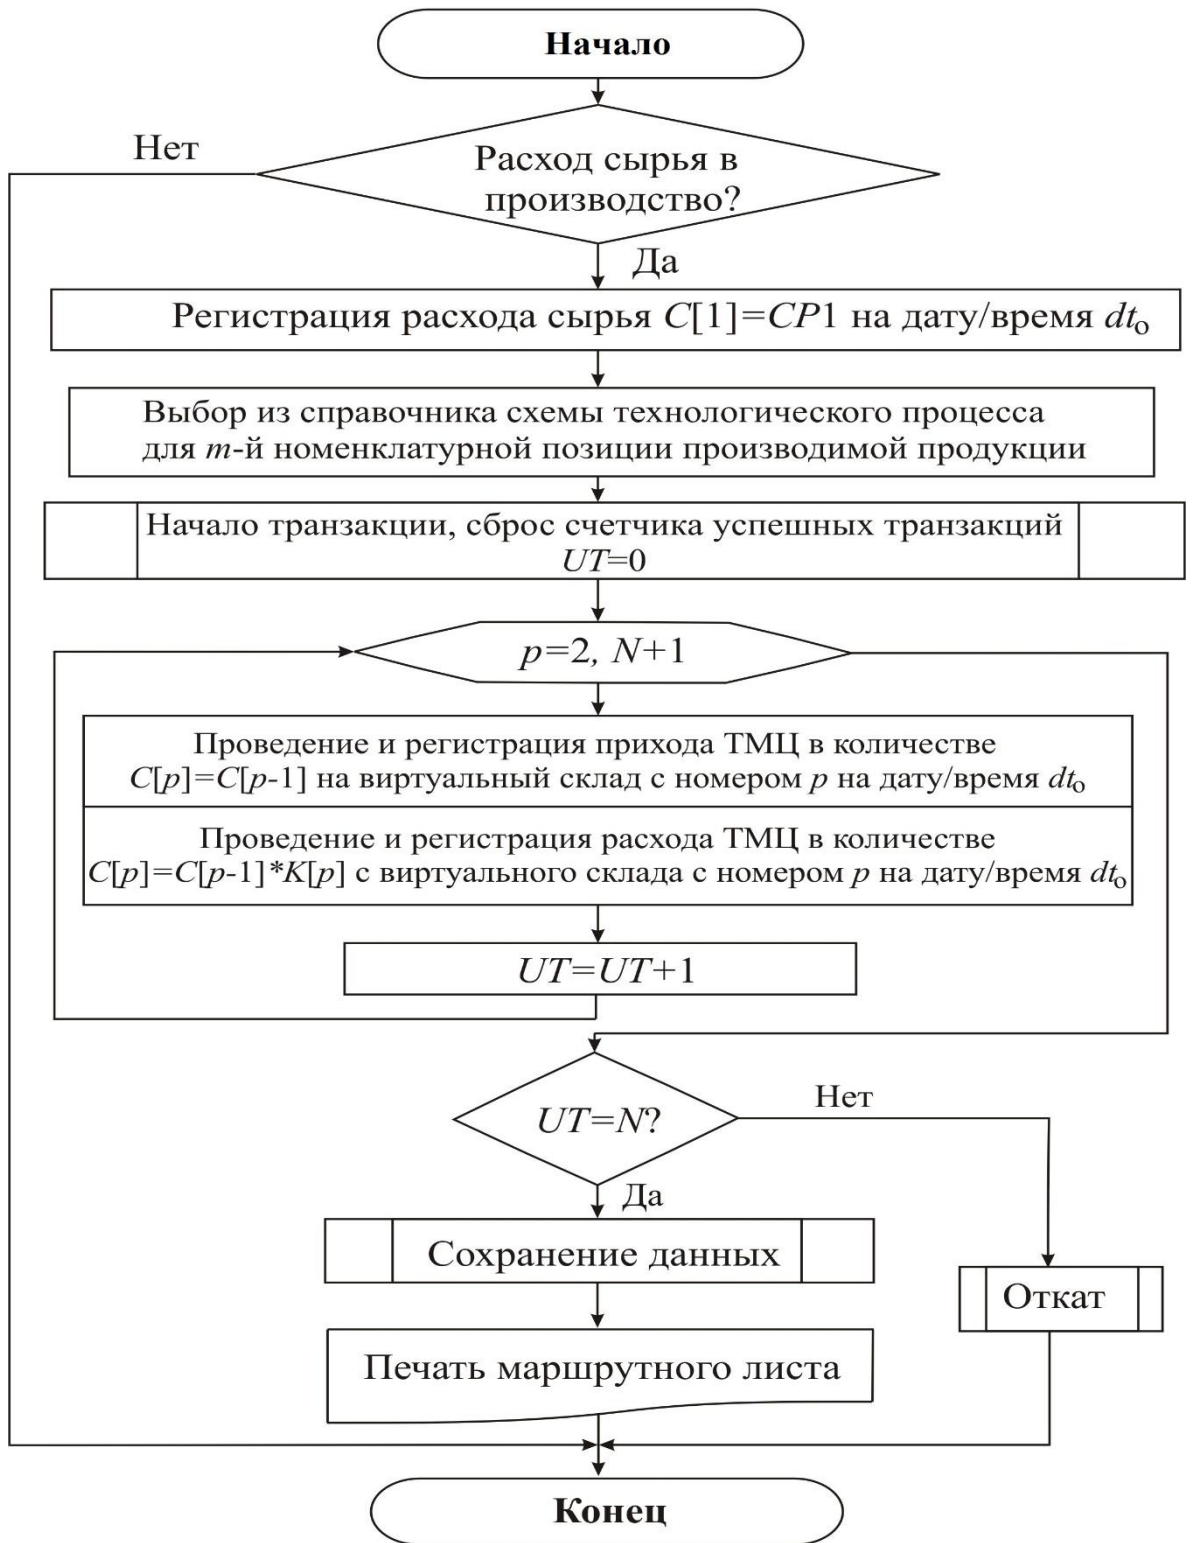 Начало
Нет
Расход сырья в
производство?
Да
Регистрация расхода сырья C[1]=CP1 на дату/время dtо
Выбор из справочника схемы технологического процесса
для m-й номенклатурной позиции производимой продукции
Начало транзакции, сброс счетчика успешных транзакций
UT=0
p=2, N+1
Проведение и регистрация прихода ТМЦ в количестве
C[p]=C[p-1] на виртуальный склад с номером p на дату/время dtо
Проведение и регистрация расхода ТМЦ в количестве
C[p]=C[p-1]*K[p] с виртуального склада с номером p на дату/время dtо
UT=UT+1
UT=N?
Нет
Да
Сохранение данных
Откат
Печать маршрутного листа
Конец